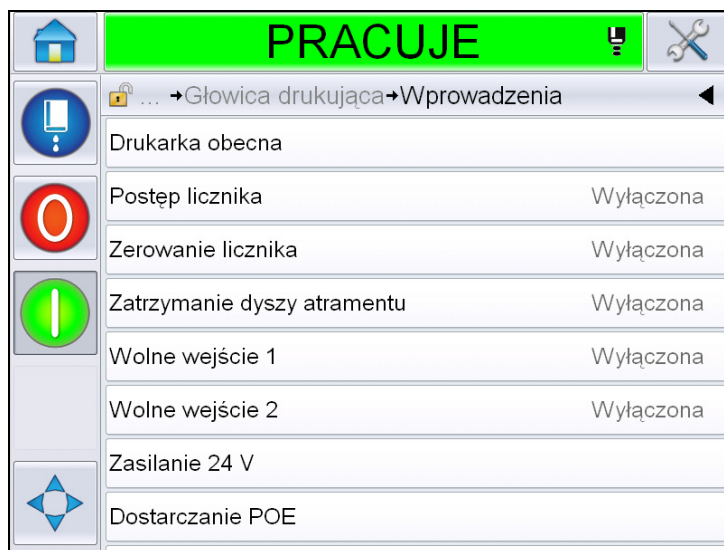 PRACUJE
... →Głowica drukująca→Wprowadzenia
Drukarka obecna
Postęp licznika Wyłączona
Zerowanie licznika Wyłączona
Zatrzymanie dyszy atramentu Wyłączona
Wolne wejście 1 Wyłączona
Wolne wejście 2 Wyłączona
Zasilanie 24 V
Dostarczanie POE